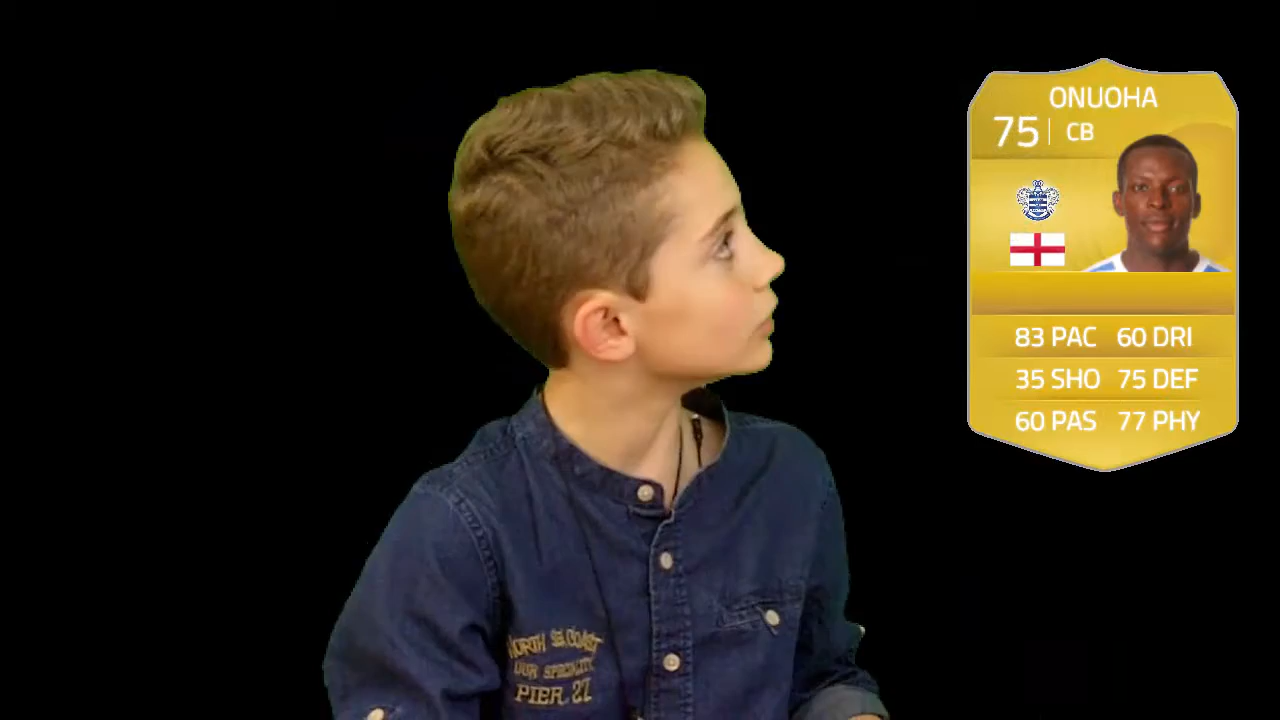 ONUOHA
75 CB
83 PAC 60 DRI
35 SHO 75 DEF
60 PAS 77 PHY
NORTH SEA COAST
OUR SPECIALITY
PIER 27